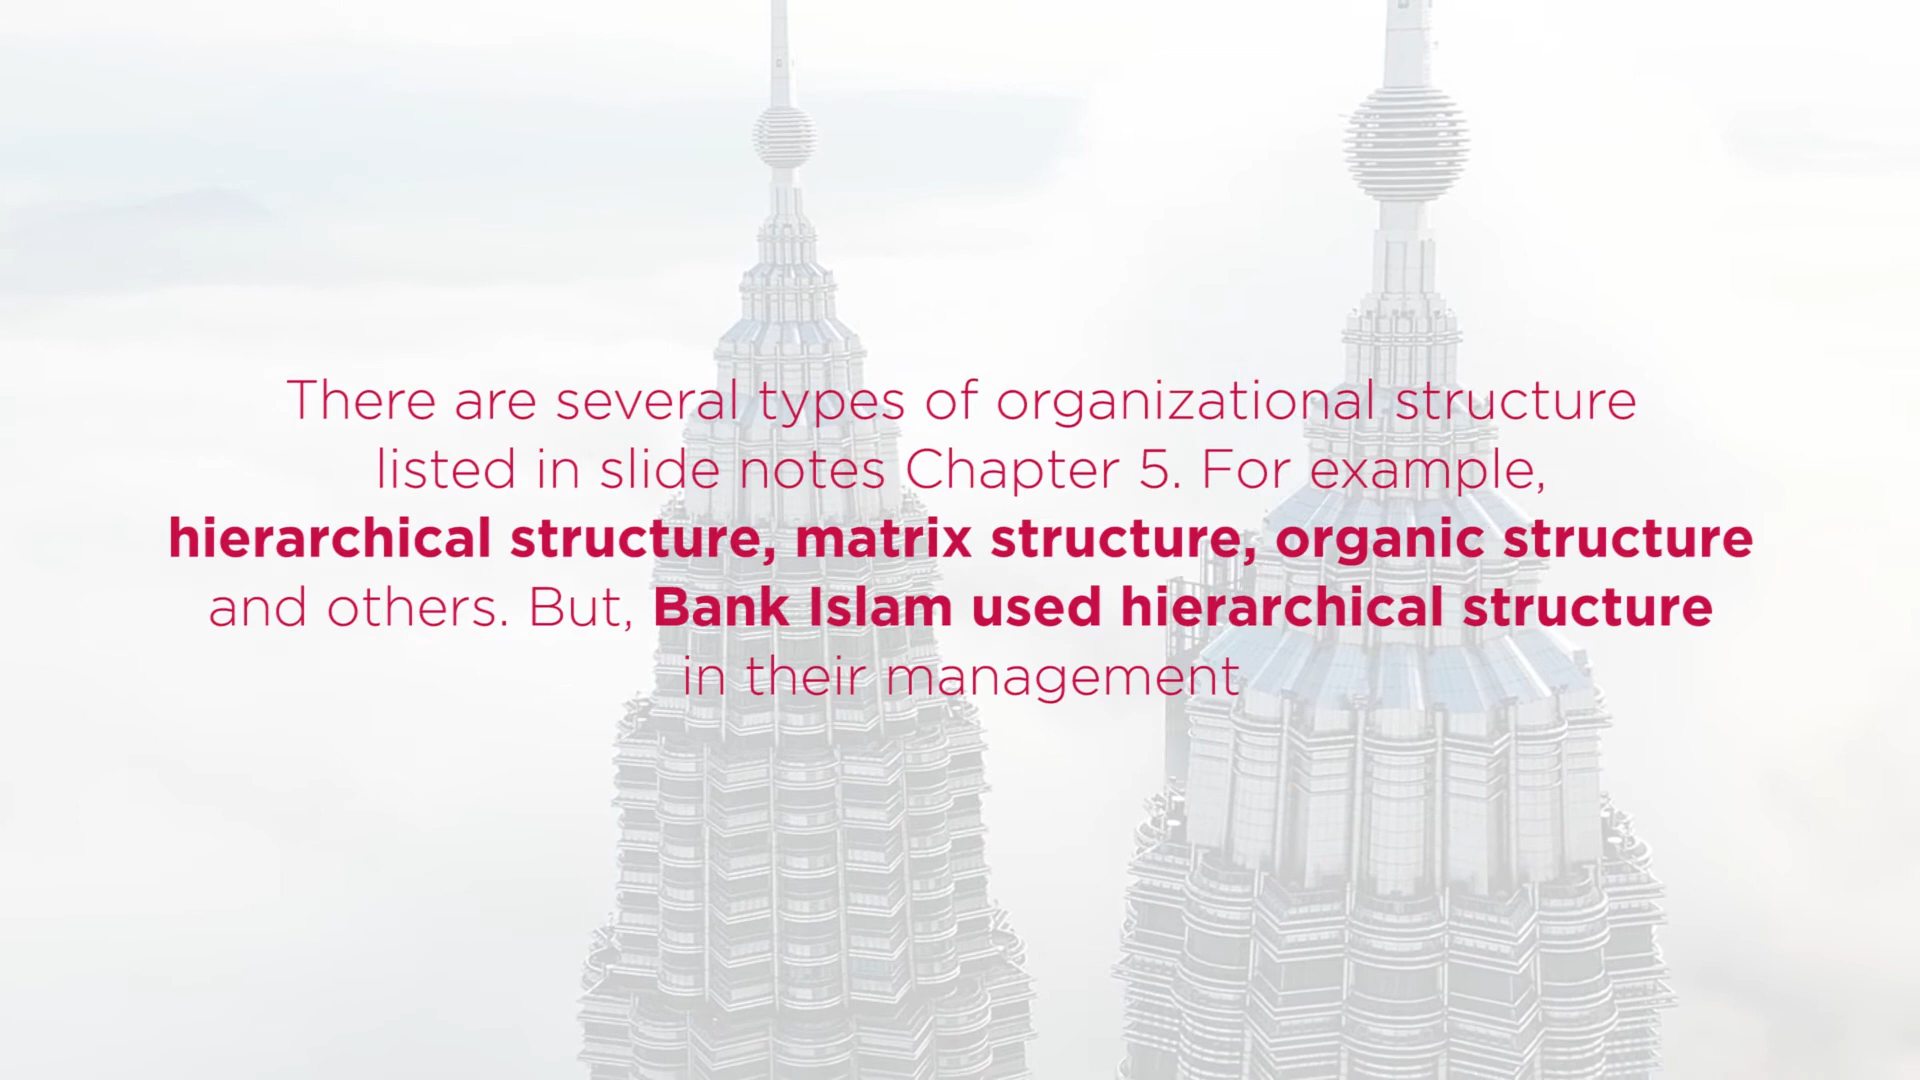 There are several types of organizational structure
listed in slide notes Chapter 5. For example,
hierarchical structure, matrix structure, organic structure
and others. But, Bank Islam used hierarchical structure
in their management